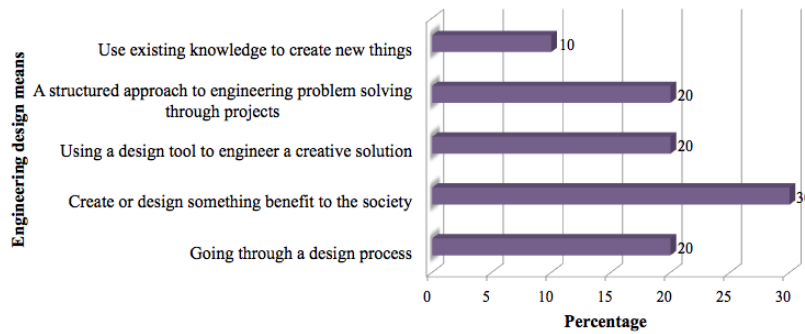 Engineering design means
Use existing knowledge to create new things
10
A structured approach to engineering problem solving
through projects
20
Using a design tool to engineer a creative solution
20
Create or design something benefit to the society
30
Going through a design process
20
0 5 10 15 20 25 30
Percentage